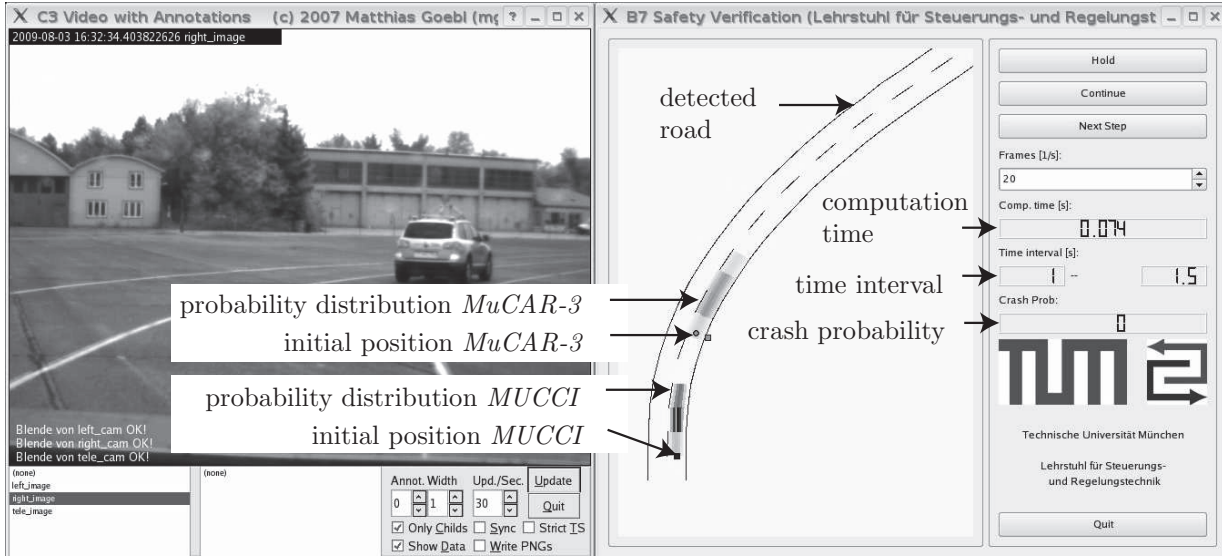 C3 Video with Annotations (c) 2007 Matthias Goebl (mg ?
2009-08-03 16:32:34.403822626 right_image
probability distribution MuCAR-3
initial position MuCAR-3
probability distribution MUCCI
initial position MUCCI
Blende von left_cam OK!
Blende von right_cam OK!
Blende von tele_cam OK!
(none)
left_image
right_image
tele_image
(none)
Annot. Width Upd./Sec. Update
0 1 30 Quit
Only Childs Sync Strict TS
Show Data Write PNGs
B7 Safety Verification (Lehrstuhl für Steuerungs- und Regelungst
detected
road
computation
time
time interval
crash probability
Hold
Continue
Next Step
Frames [1/s]:
20
Comp. time [s]:
0.074
Time interval [s]:
1 -- 1.5
Crash Prob:
0
TUM
Technische Universität München
Lehrstuhl für Steuerungs-
und Regelungstechnik
Quit